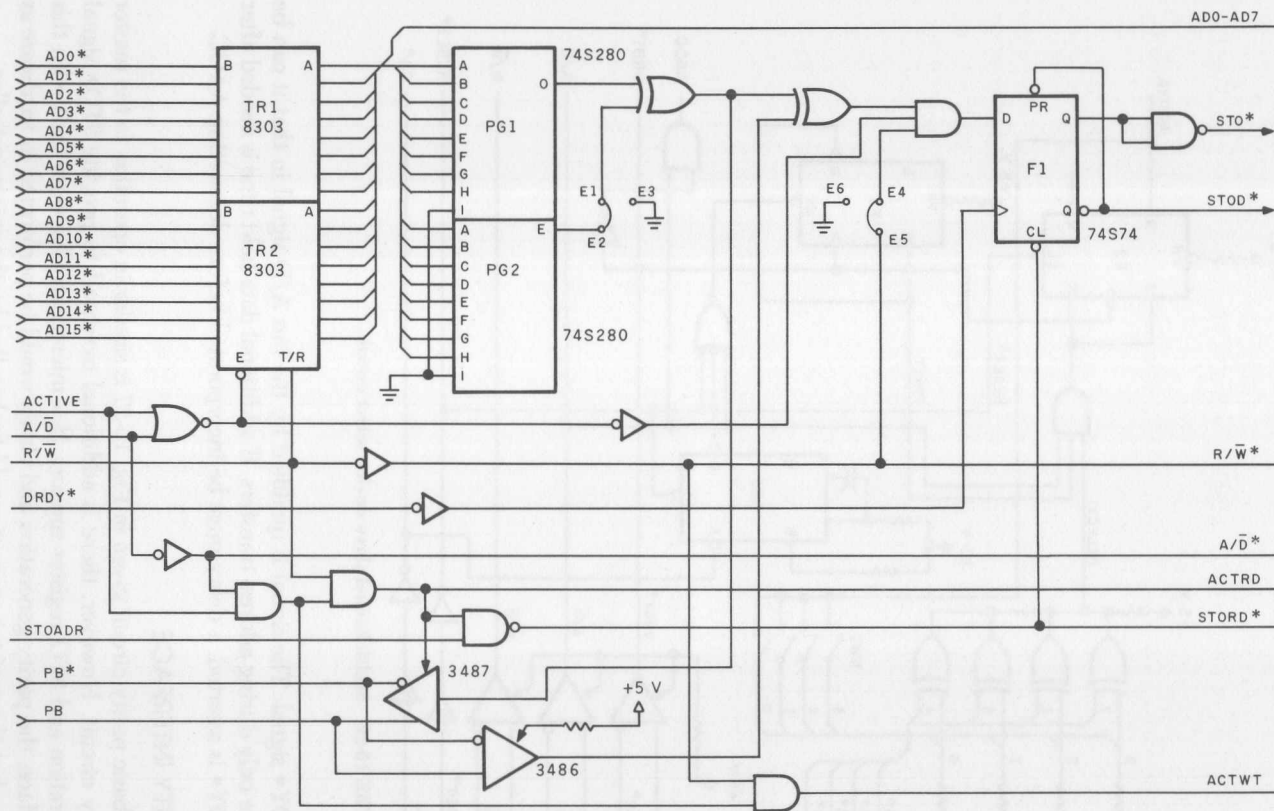 AD0-AD7
74S280
AD0*
AD1*
AD2*
AD3*
AD4*
AD5*
AD6*
AD7*
AD8*
AD9*
AD10*
AD11*
AD12*
AD13*
AD14*
AD15*
B A
TR1
8303
B A
TR2
8303
E T/R
A
B
C
D
E
F
G
H
I
O
PG1
A
B
C
D
E
F
G
H
I
E
PG2
74S280
E1 E3
E2
E6 E4
E5
PR
D Q
F1
Q̅
CL
74S74
STO*
STOD*
ACTIVE
A/D̅
R/W̅
R/W̅*
DRDY*
A/D̅*
ACTRD
STOADR
STORD*
PB*
3487
+5 V
PB
3486
ACTWT